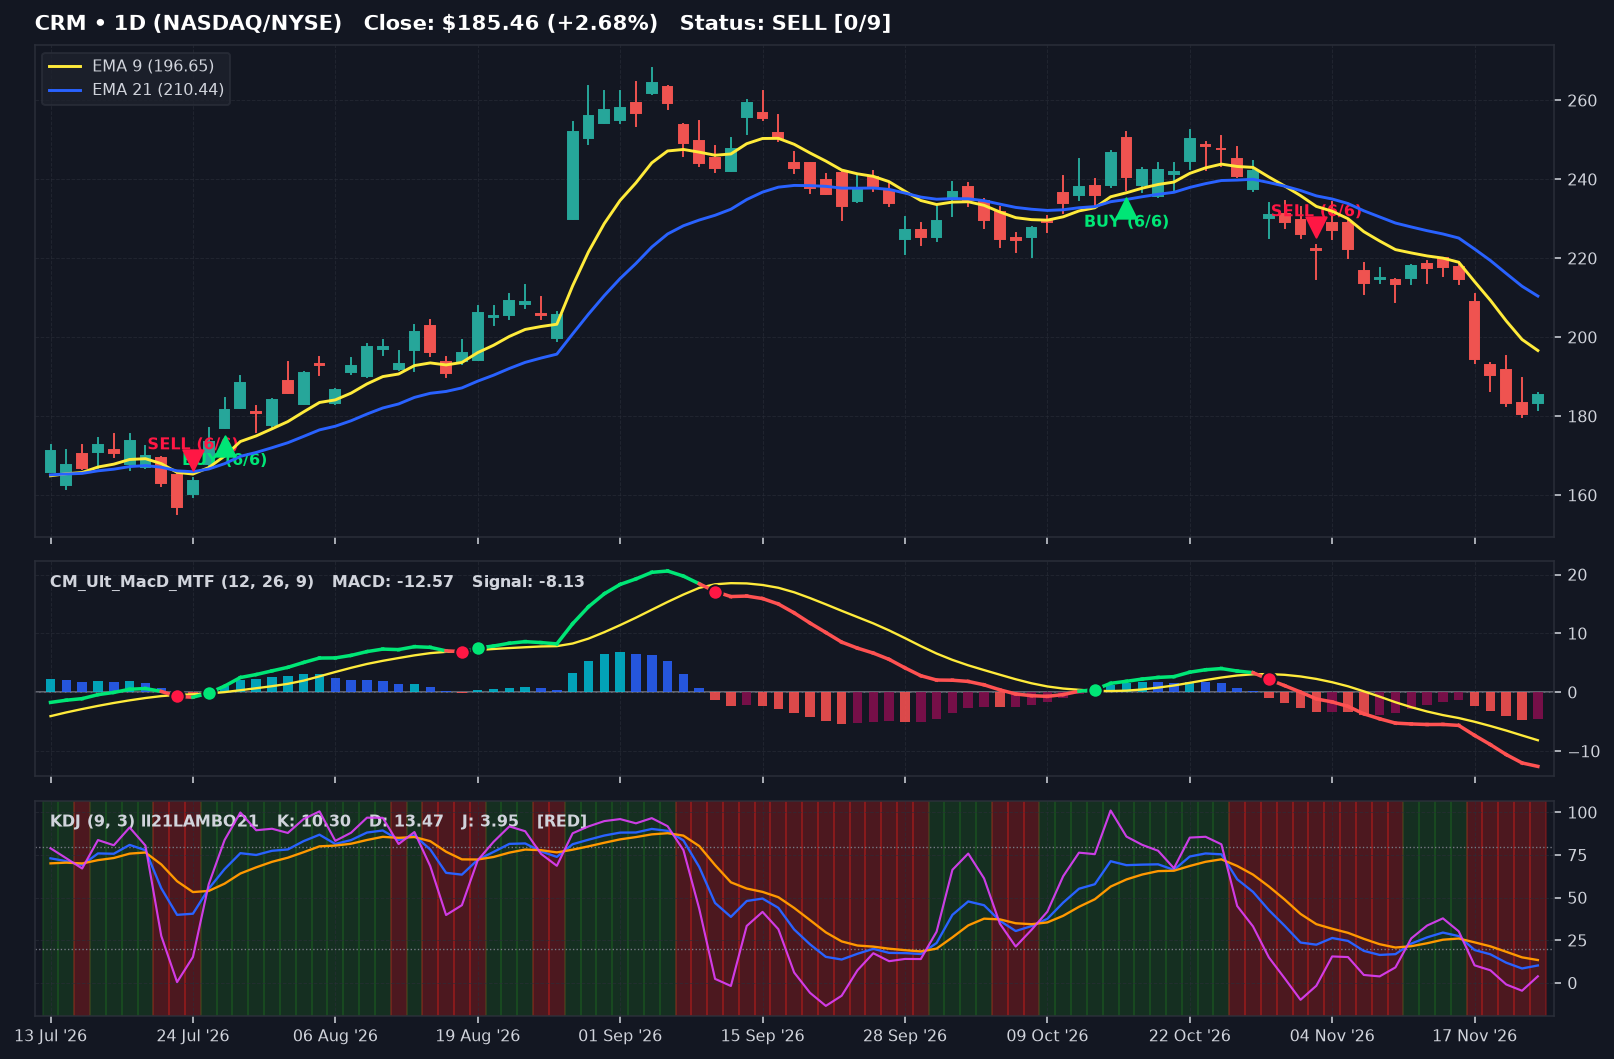 CRM • 1D (NASDAQ/NYSE)   Close: $185.46 (+2.68%)   Status: SELL [0/9]
EMA 9 (196.65)
EMA 21 (210.44)
260
240
220
200
180
160
SELL (6/6)
BUY (6/6)
BUY (6/6)
SELL (6/6)
CM_Ult_MacD_MTF (12, 26, 9)   MACD: -12.57   Signal: -8.13
20
10
0
−10
KDJ (9, 3) II21LAMBO21   K: 10.30   D: 13.47   J: 3.95   [RED]
100
75
50
25
0
13 Jul '26
24 Jul '26
06 Aug '26
19 Aug '26
01 Sep '26
15 Sep '26
28 Sep '26
09 Oct '26
22 Oct '26
04 Nov '26
17 Nov '26